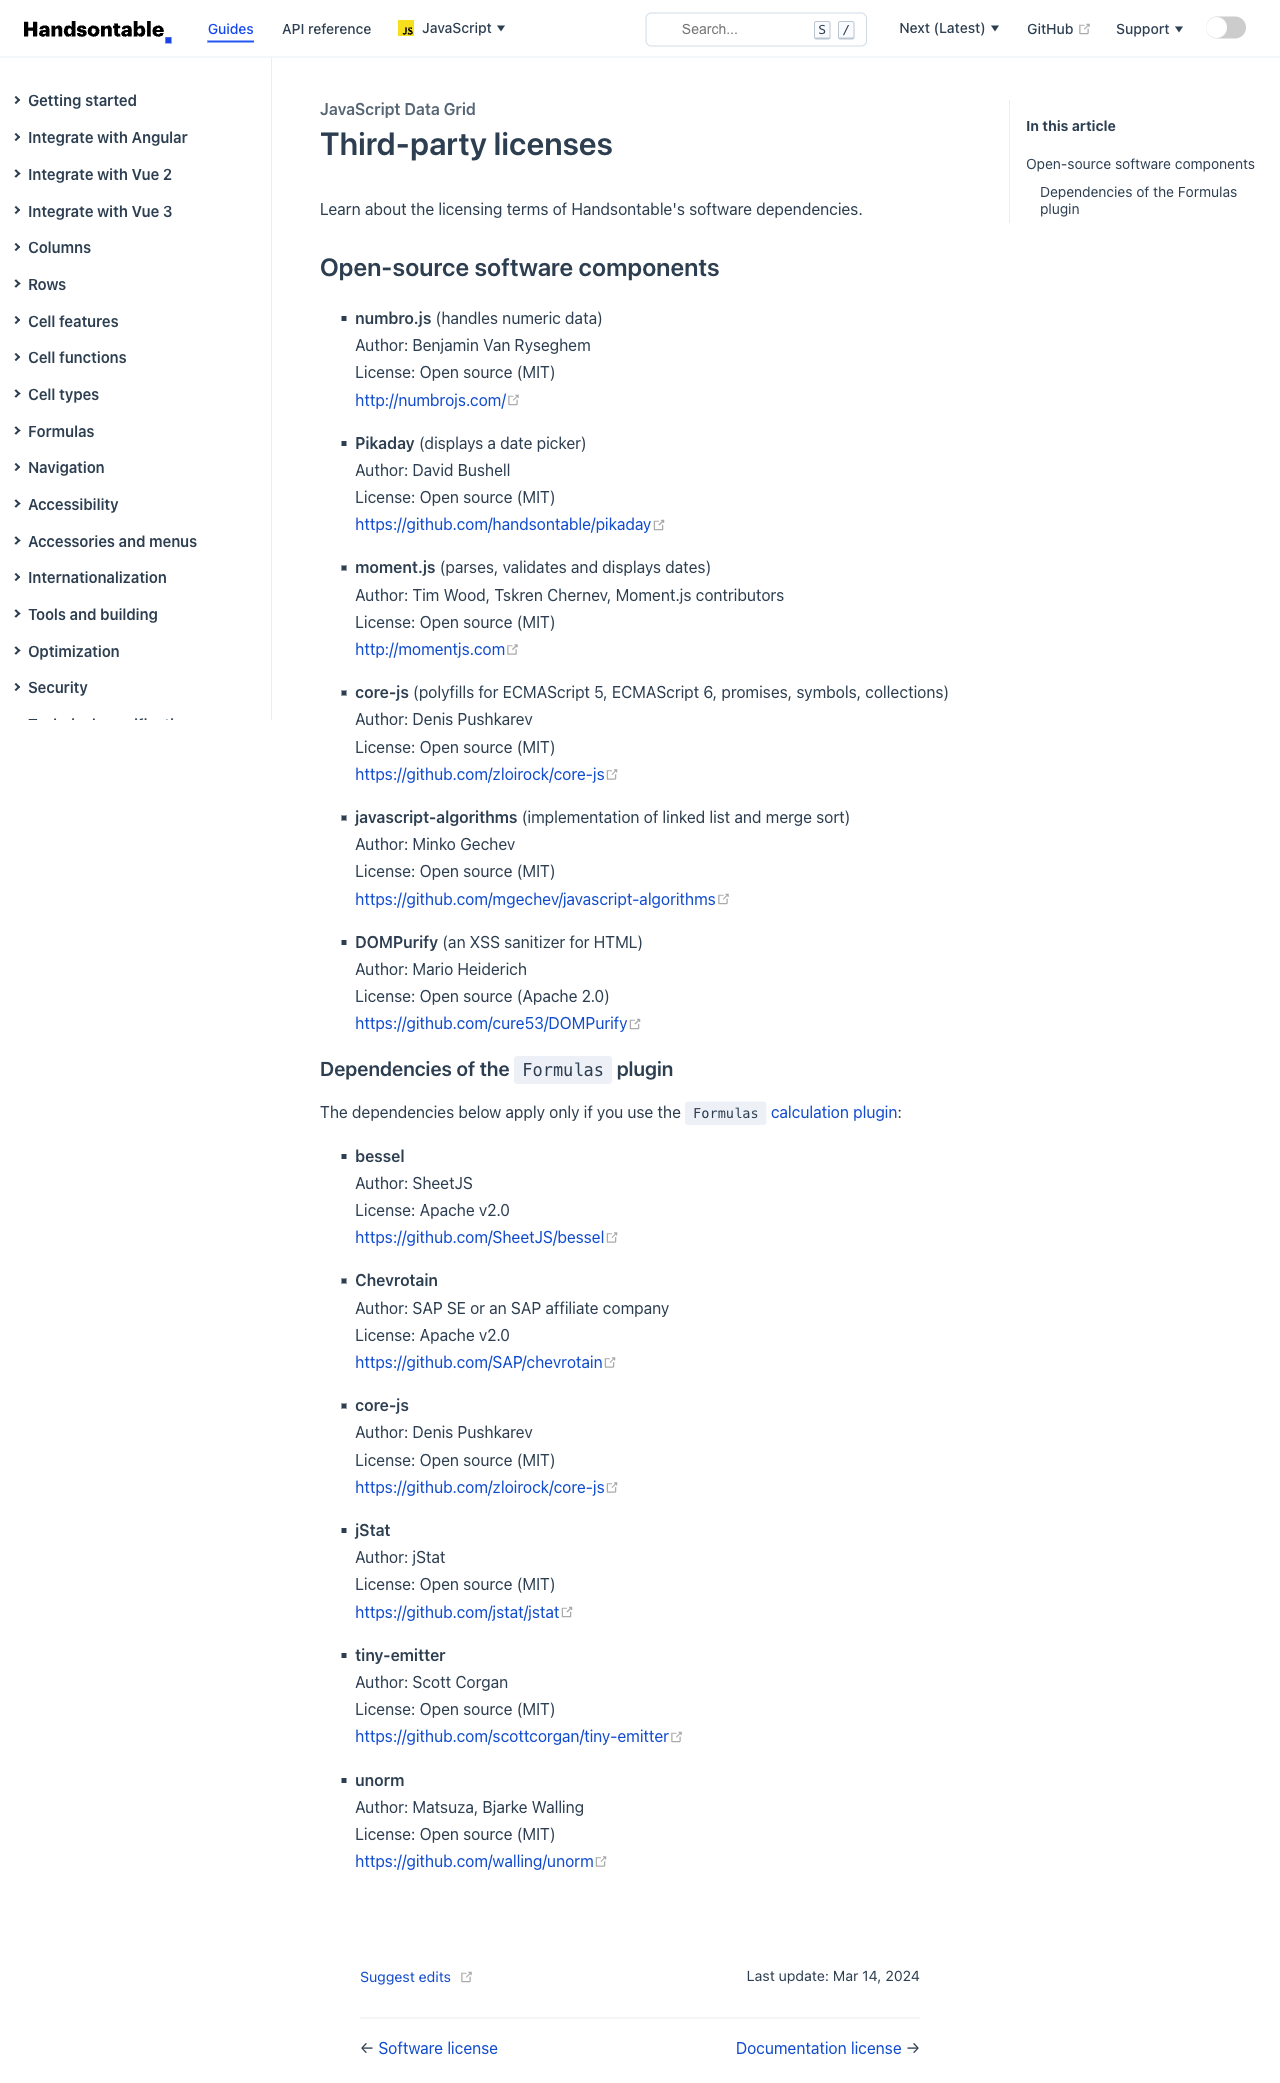 Handsontable
Guides
API reference
JS JavaScript
Search...
S /
Next (Latest)
GitHub
Support
Getting started
Integrate with Angular
Integrate with Vue 2
Integrate with Vue 3
Columns
Rows
Cell features
Cell functions
Cell types
Formulas
Navigation
Accessibility
Accessories and menus
Internationalization
Tools and building
Optimization
Security
JavaScript Data Grid
Third-party licenses
Learn about the licensing terms of Handsontable's software dependencies.
Open-source software components
numbro.js (handles numeric data)
Author: Benjamin Van Ryseghem
License: Open source (MIT)
http://numbrojs.com/
Pikaday (displays a date picker)
Author: David Bushell
License: Open source (MIT)
https://github.com/handsontable/pikaday
moment.js (parses, validates and displays dates)
Author: Tim Wood, Tskren Chernev, Moment.js contributors
License: Open source (MIT)
http://momentjs.com
core-js (polyfills for ECMAScript 5, ECMAScript 6, promises, symbols, collections)
Author: Denis Pushkarev
License: Open source (MIT)
https://github.com/zloirock/core-js
javascript-algorithms (implementation of linked list and merge sort)
Author: Minko Gechev
License: Open source (MIT)
https://github.com/mgechev/javascript-algorithms
DOMPurify (an XSS sanitizer for HTML)
Author: Mario Heiderich
License: Open source (Apache 2.0)
https://github.com/cure53/DOMPurify
Dependencies of the Formulas plugin
The dependencies below apply only if you use the Formulas calculation plugin:
bessel
Author: SheetJS
License: Apache v2.0
https://github.com/SheetJS/bessel
Chevrotain
Author: SAP SE or an SAP affiliate company
License: Apache v2.0
https://github.com/SAP/chevrotain
core-js
Author: Denis Pushkarev
License: Open source (MIT)
https://github.com/zloirock/core-js
jStat
Author: jStat
License: Open source (MIT)
https://github.com/jstat/jstat
tiny-emitter
Author: Scott Corgan
License: Open source (MIT)
https://github.com/scottcorgan/tiny-emitter
unorm
Author: Matsuza, Bjarke Walling
License: Open source (MIT)
https://github.com/walling/unorm
Suggest edits
Last update: Mar 14, 2024
← Software license
Documentation license →
In this article
Open-source software components
Dependencies of the Formulas
plugin